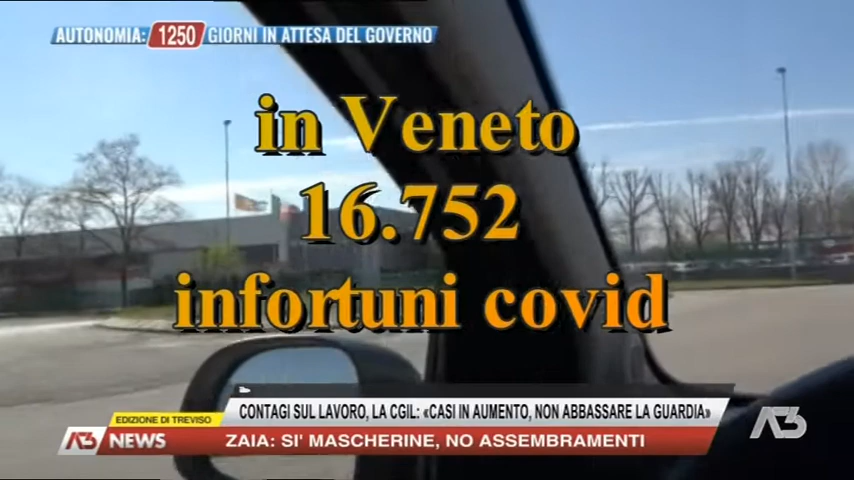 AUTONOMIA: 1250 GIORNI IN ATTESA DEL GOVERNO
in Veneto
16.752
infortuni covid
EDIZIONE DI TREVISO
CONTAGI SUL LAVORO, LA CGIL: «CASI IN AUMENTO, NON ABBASSARE LA GUARDIA»
A3 NEWS
ZAIA: SI' MASCHERINE, NO ASSEMBRAMENTI
A3